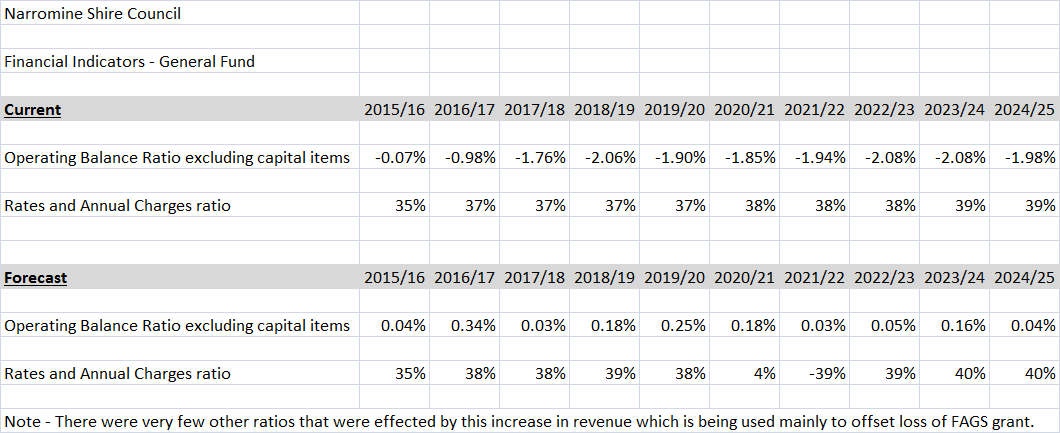 Narromine Shire Council
Financial Indicators - General Fund
Current 2015/16 2016/17 2017/18 2018/19 2019/20 2020/21 2021/22 2022/23 2023/24 2024/25
Operating Balance Ratio excluding capital items -0.07% -0.98% -1.76% -2.06% -1.90% -1.85% -1.94% -2.08% -2.08% -1.98%
Rates and Annual Charges ratio 35% 37% 37% 37% 37% 38% 38% 38% 39% 39%
Forecast 2015/16 2016/17 2017/18 2018/19 2019/20 2020/21 2021/22 2022/23 2023/24 2024/25
Operating Balance Ratio excluding capital items 0.04% 0.34% 0.03% 0.18% 0.25% 0.18% 0.03% 0.05% 0.16% 0.04%
Rates and Annual Charges ratio 35% 38% 38% 39% 38% 4% -39% 39% 40% 40%
Note - There were very few other ratios that were effected by this increase in revenue which is being used mainly to offset loss of FAGS grant.